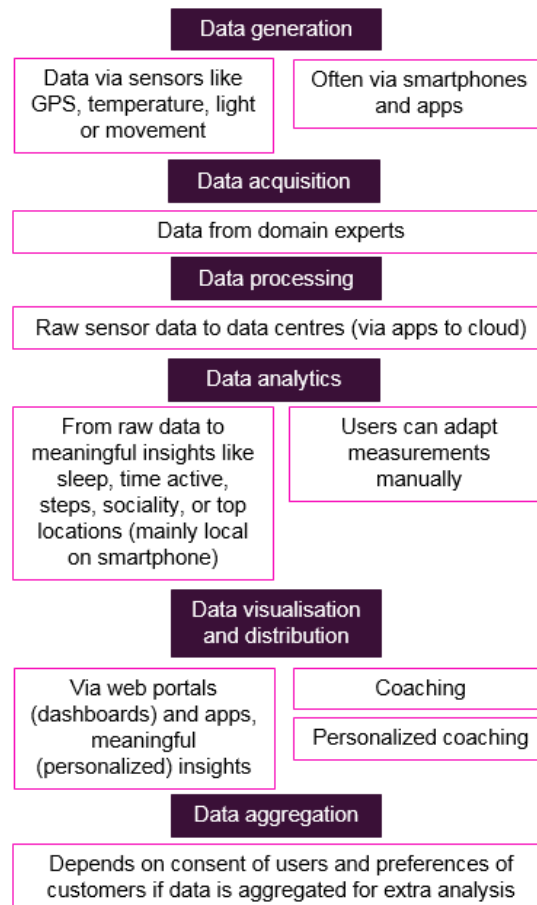 Data generation
Data via sensors like
GPS, temperature, light
or movement
Often via smartphones
and apps
Data acquisition
Data from domain experts
Data processing
Raw sensor data to data centres (via apps to cloud)
Data analytics
From raw data to
meaningful insights like
sleep, time active,
steps, sociality, or top
locations (mainly local
on smartphone)
Users can adapt
measurements
manually
Data visualisation
and distribution
Via web portals
(dashboards) and apps,
meaningful
(personalized) insights
Coaching
Personalized coaching
Data aggregation
Depends on consent of users and preferences of
customers if data is aggregated for extra analysis